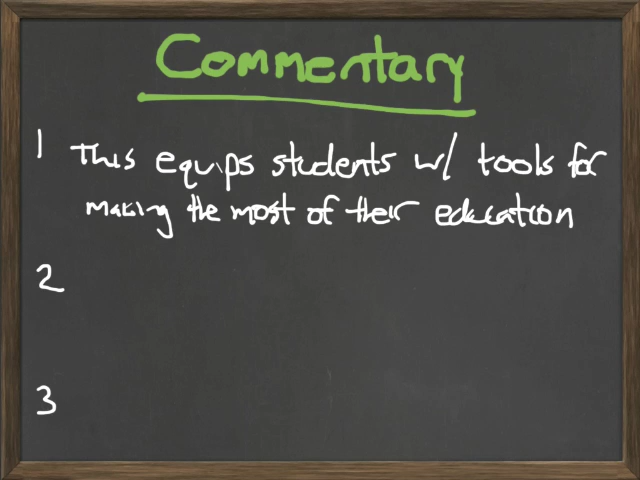 Commentary
1 This equips students w/ tools for
making the most of their education
2
3